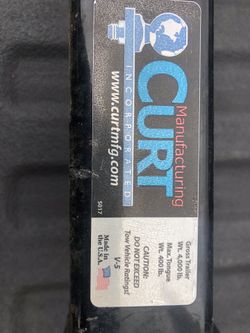 CURT
Manufacturing
INCORPORATED
www.curtmfg.com
5017
Gross Trailer
Wt. 4,000 lb.
Max. Tongue
Wt. 400 lb.
CAUTION:
DO NOT EXCEED
Tow Vehicle Ratings!
V-5
Made in
the U.S.A.